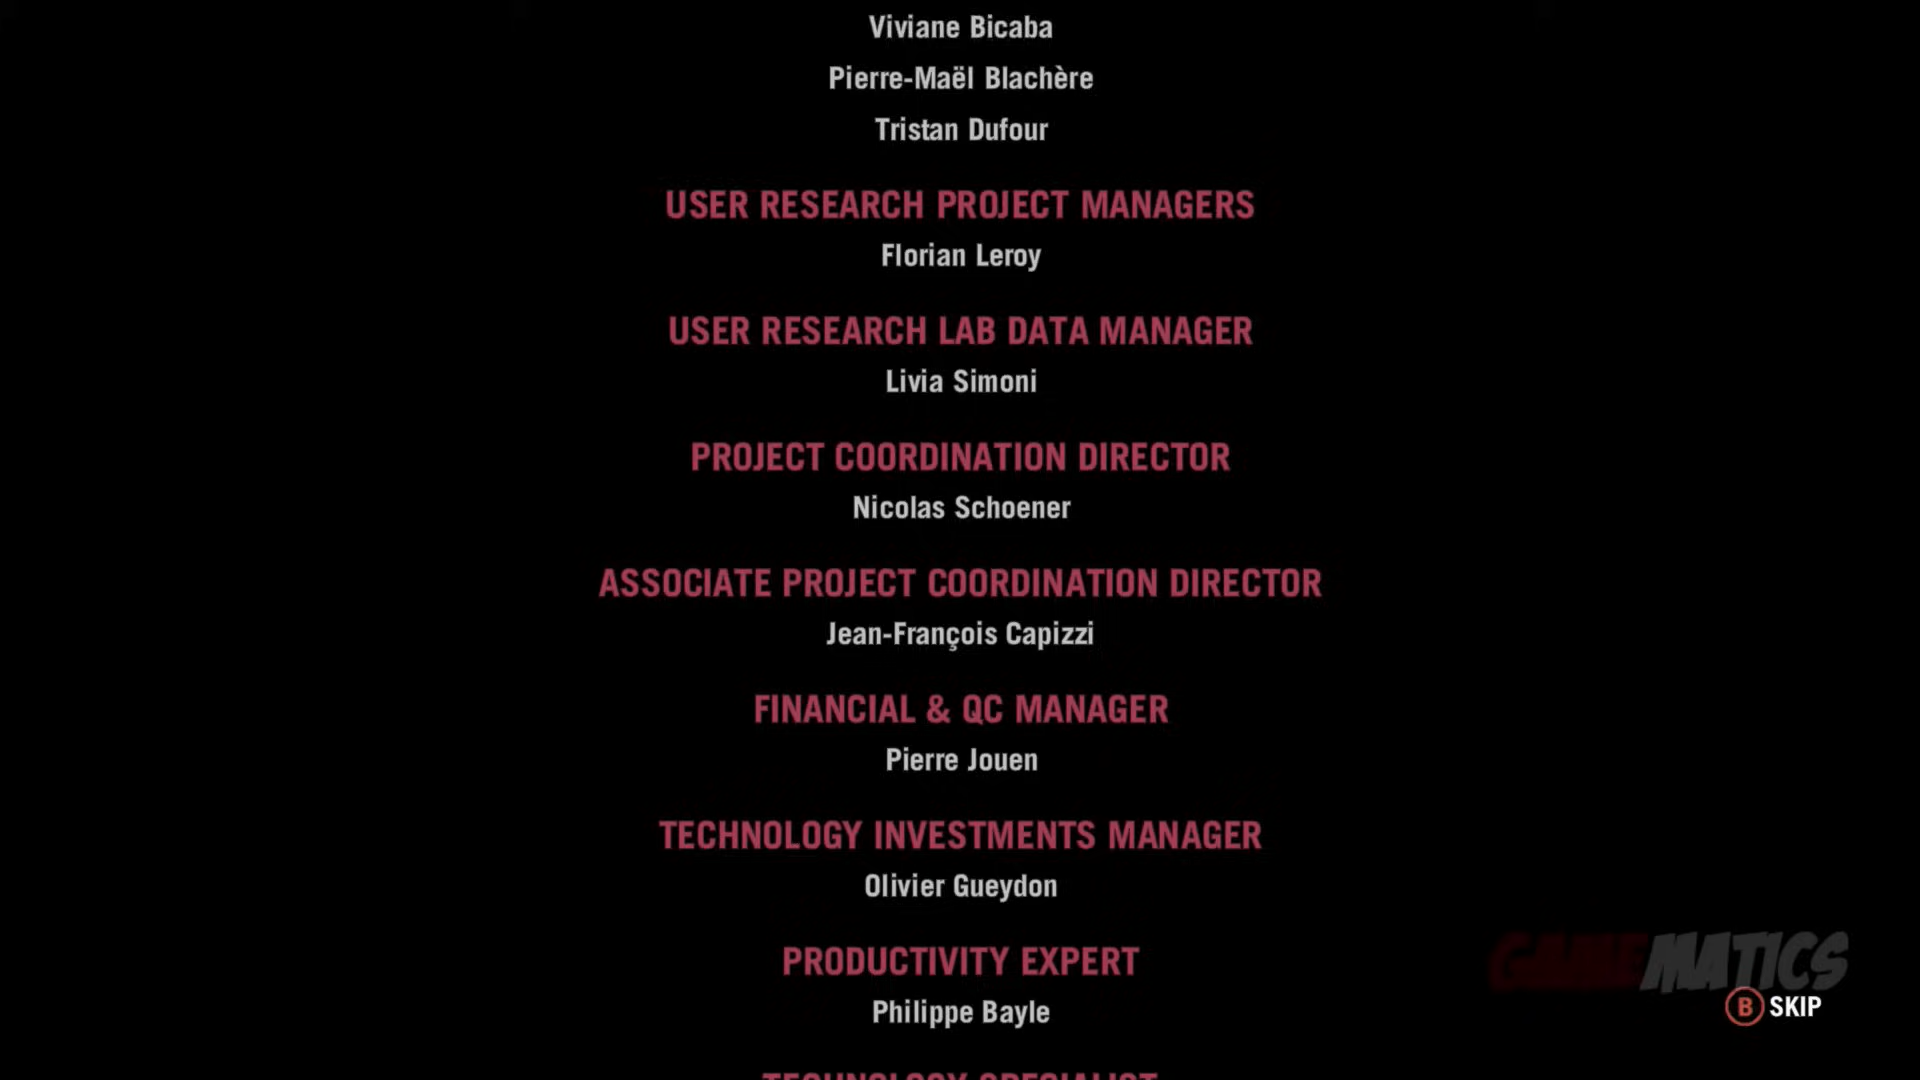 Viviane Bicaba
Pierre-Maël Blachère
Tristan Dufour
USER RESEARCH PROJECT MANAGERS
Florian Leroy
USER RESEARCH LAB DATA MANAGER
Livia Simoni
PROJECT COORDINATION DIRECTOR
Nicolas Schoener
ASSOCIATE PROJECT COORDINATION DIRECTOR
Jean-François Capizzi
FINANCIAL & QC MANAGER
Pierre Jouen
TECHNOLOGY INVESTMENTS MANAGER
Olivier Gueydon
PRODUCTIVITY EXPERT
Philippe Bayle
GAMEMATICS
B SKIP
TECHNOLOGY SPECIALIST